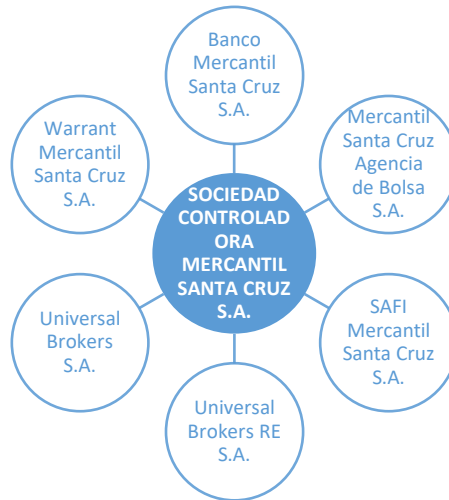 Banco
Mercantil
Santa Cruz
S.A.
Mercantil
Santa Cruz
Agencia
de Bolsa
S.A.
SAFI
Mercantil
Santa Cruz
S.A.
Universal
Brokers RE
S.A.
Universal
Brokers
S.A.
Warrant
Mercantil
Santa Cruz
S.A.
SOCIEDAD
CONTROLAD
ORA
MERCANTIL
SANTA CRUZ
S.A.